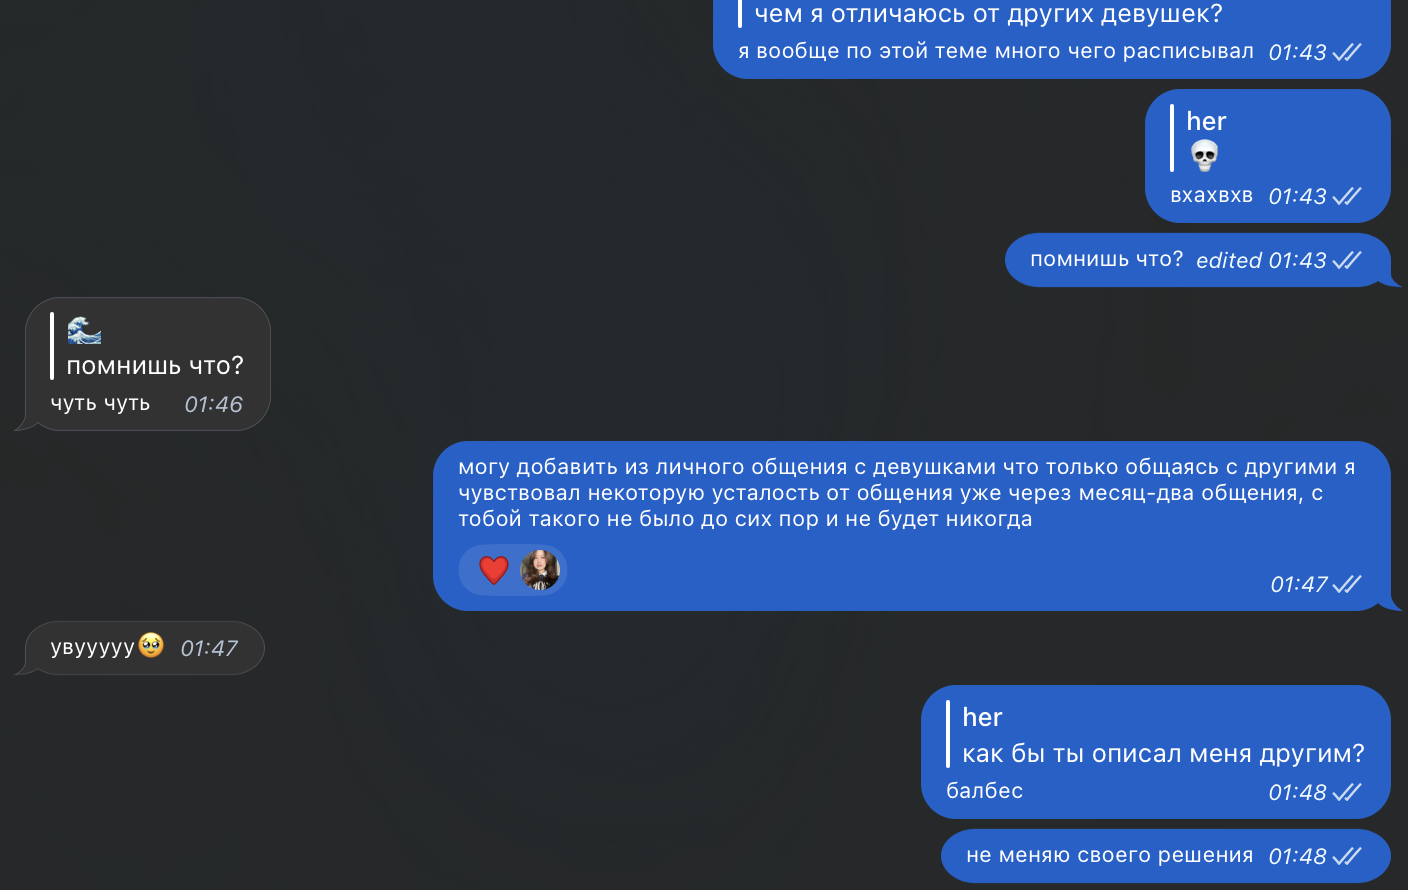 чем я отличаюсь от других девушек?
я вообще по этой теме много чего расписывал 01:43
her
💀
вхахвхв 01:43
помнишь что? edited 01:43
🌊
помнишь что?
чуть чуть 01:46
могу добавить из личного общения с девушками что только общаясь с другими я
чувствовал некоторую усталость от общения уже через месяц-два общения, с
тобой такого не было до сих пор и не будет никогда
❤️
01:47
увууууу🥹 01:47
her
как бы ты описал меня другим?
балбес 01:48
не меняю своего решения 01:48